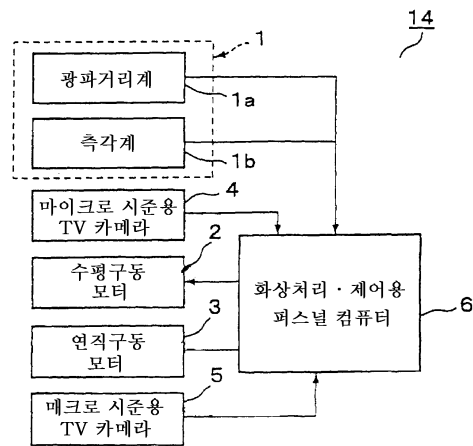 14
1
광파거리계
1a
측각계
1b
4
마이크로 시준용
TV 카메라
2
수평구동
모터
화상처리 · 제어용
퍼스널 컴퓨터
6
3
연직구동
모터
5
매크로 시준용
TV 카메라